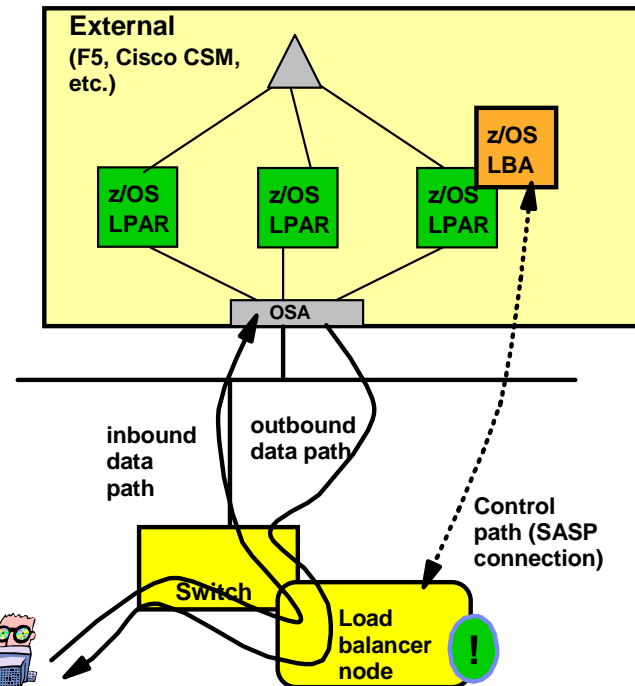 External
(F5, Cisco CSM,
etc.)
z/OS
LBA
z/OS
LPAR
z/OS
LPAR
z/OS
LPAR
OSA
inbound
data
path
outbound
data path
Control
path (SASP
connection)
Switch
Load
balancer
node
!